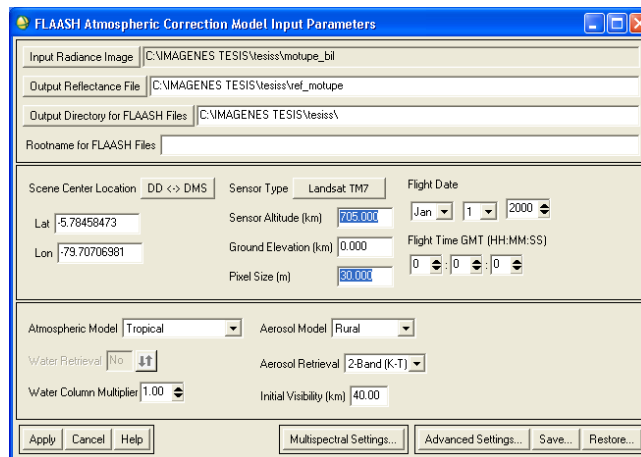 FLAASH Atmospheric Correction Model Input Parameters
Input Radiance Image C:\IMAGENES TESIS\tesiss\motupe_bil
Output Reflectance File C:\IMAGENES TESIS\tesiss\ref_motupe
Output Directory for FLAASH Files C:\IMAGENES TESIS\tesiss\
Rootname for FLAASH Files
Scene Center Location DD <-> DMS
Lat -5.78458473
Lon -79.70706981
Sensor Type Landsat TM7
Sensor Altitude (km) 705.000
Ground Elevation (km) 0.000
Pixel Size (m) 30.000
Flight Date
Jan 1 2000
Flight Time GMT (HH:MM:SS)
0 : 0 : 0
Atmospheric Model Tropical
Water Retrieval No
Water Column Multiplier 1.00
Aerosol Model Rural
Aerosol Retrieval 2-Band (K-T)
Initial Visibility (km) 40.00
Apply Cancel Help Multispectral Settings... Advanced Settings... Save... Restore...